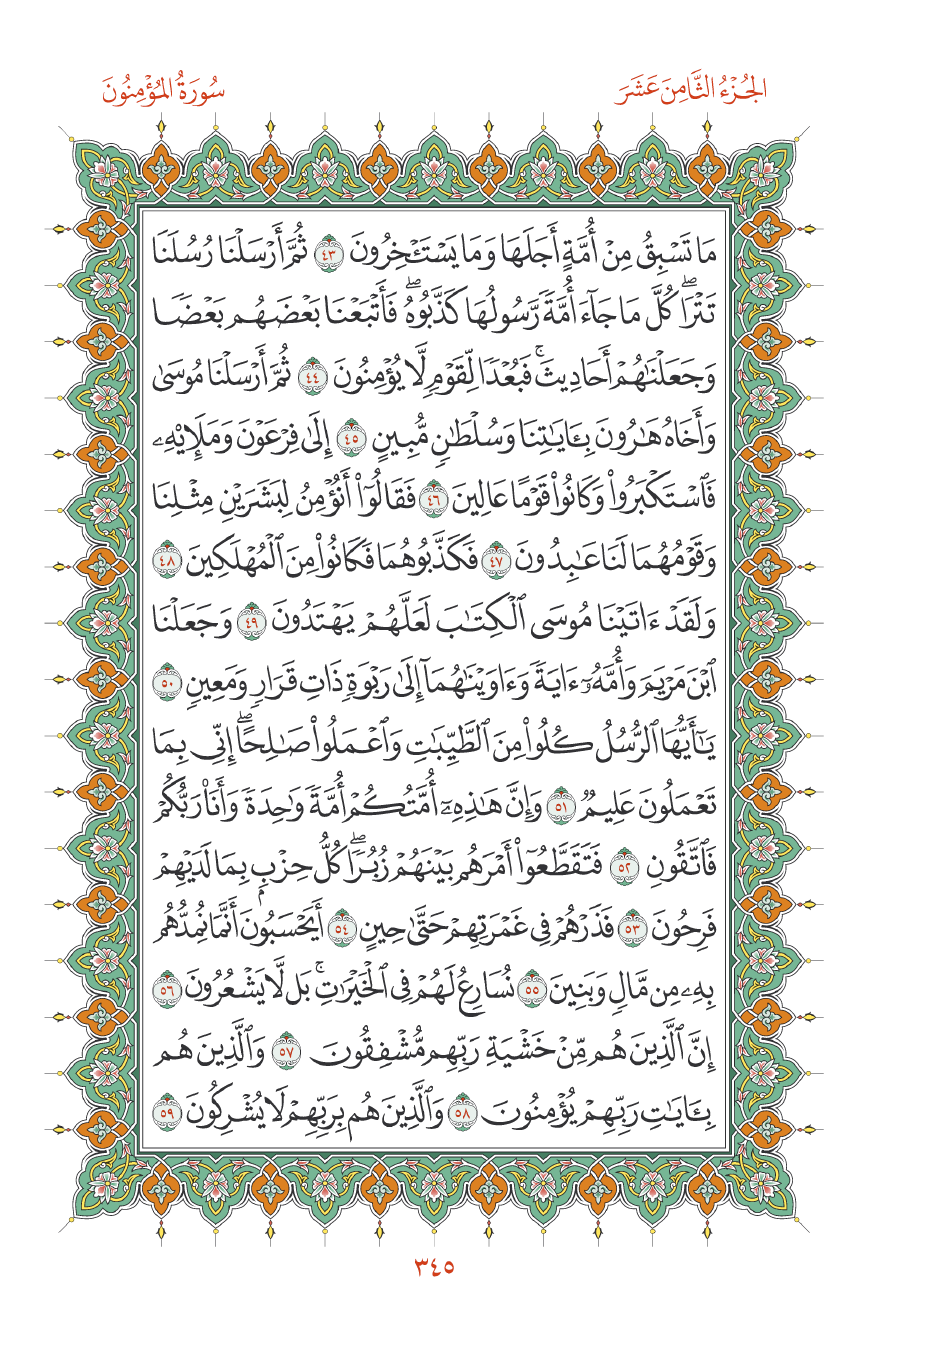 الجُزْءُ الثَّامِنَ عَشَرَ
سُورَةُ المُؤْمِنُونَ
مَا تَسْبِقُ مِنْ أُمَّةٍ أَجَلَهَا وَمَا يَسْتَـْٔخِرُونَ ٤٣ ثُمَّ أَرْسَلْنَا رُسُلَنَا
تَتْرَاۖ كُلَّ مَا جَآءَ أُمَّةٗ رَّسُولُهَا كَذَّبُوهُۖ فَأَتْبَعْنَا بَعْضَهُم بَعْضٗا
وَجَعَلْنَٰهُمْ أَحَادِيثَۚ فَبُعْدٗا لِّقَوْمٖ لَّا يُؤْمِنُونَ ٤٤ ثُمَّ أَرْسَلْنَا مُوسَىٰ
وَأَخَاهُ هَٰرُونَ بِـَٔايَٰتِنَا وَسُلْطَٰنٖ مُّبِينٍ ٤٥ إِلَىٰ فِرْعَوْنَ وَمَلَإِيْهِۦ
فَٱسْتَكْبَرُوا۟ وَكَانُوا۟ قَوْمًا عَالِينَ ٤٦ فَقَالُوٓا۟ أَنُؤْمِنُ لِبَشَرَيْنِ مِثْلِنَا
وَقَوْمُهُمَا لَنَا عَٰبِدُونَ ٤٧ فَكَذَّبُوهُمَا فَكَانُوا۟ مِنَ ٱلْمُهْلَكِينَ ٤٨
وَلَقَدْ ءَاتَيْنَا مُوسَى ٱلْكِتَٰبَ لَعَلَّهُمْ يَهْتَدُونَ ٤٩ وَجَعَلْنَا
ٱبْنَ مَرْيَمَ وَأُمَّهُۥٓ ءَايَةٗ وَءَاوَيْنَٰهُمَآ إِلَىٰ رَبْوَةٖ ذَاتِ قَرَارٖ وَمَعِينٖ ٥٠
يَٰٓأَيُّهَا ٱلرُّسُلُ كُلُوا۟ مِنَ ٱلطَّيِّبَٰتِ وَٱعْمَلُوا۟ صَٰلِحًاۖ إِنِّي بِمَا
تَعْمَلُونَ عَلِيمٞ ٥١ وَإِنَّ هَٰذِهِۦٓ أُمَّتُكُمْ أُمَّةٗ وَٰحِدَةٗ وَأَنَا۠ رَبُّكُمْ
فَٱتَّقُونِ ٥٢ فَتَقَطَّعُوٓا۟ أَمْرَهُم بَيْنَهُمْ زُبُرٗاۖ كُلُّ حِزْبِۭ بِمَا لَدَيْهِمْ
فَرِحُونَ ٥٣ فَذَرْهُمْ فِي غَمْرَتِهِمْ حَتَّىٰ حِينٍ ٥٤ أَيَحْسَبُونَ أَنَّمَا نُمِدُّهُم
بِهِۦ مِن مَّالٖ وَبَنِينَ ٥٥ نُسَارِعُ لَهُمْ فِي ٱلْخَيْرَٰتِۚ بَل لَّا يَشْعُرُونَ ٥٦
إِنَّ ٱلَّذِينَ هُم مِّنْ خَشْيَةِ رَبِّهِم مُّشْفِقُونَ ٥٧ وَٱلَّذِينَ هُم
بِـَٔايَٰتِ رَبِّهِمْ يُؤْمِنُونَ ٥٨ وَٱلَّذِينَ هُم بِرَبِّهِمْ لَا يُشْرِكُونَ ٥٩
٣٤٥